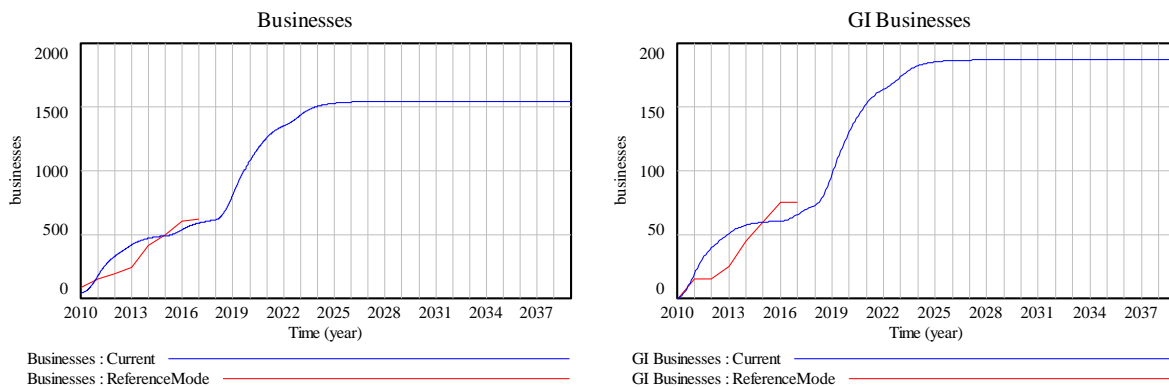 Businesses
2000
1500
1000
500
0
businesses
2010 2013 2016 2019 2022 2025 2028 2031 2034 2037
Time (year)
Businesses : Current
Businesses : ReferenceMode
GI Businesses
200
150
100
50
0
businesses
2010 2013 2016 2019 2022 2025 2028 2031 2034 2037
Time (year)
GI Businesses : Current
GI Businesses : ReferenceMode